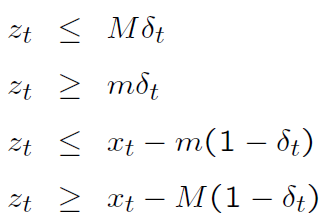 z_t ≤ Mδ_t
z_t ≥ mδ_t
z_t ≤ x_t − m(1 − δ_t)
z_t ≥ x_t − M(1 − δ_t)